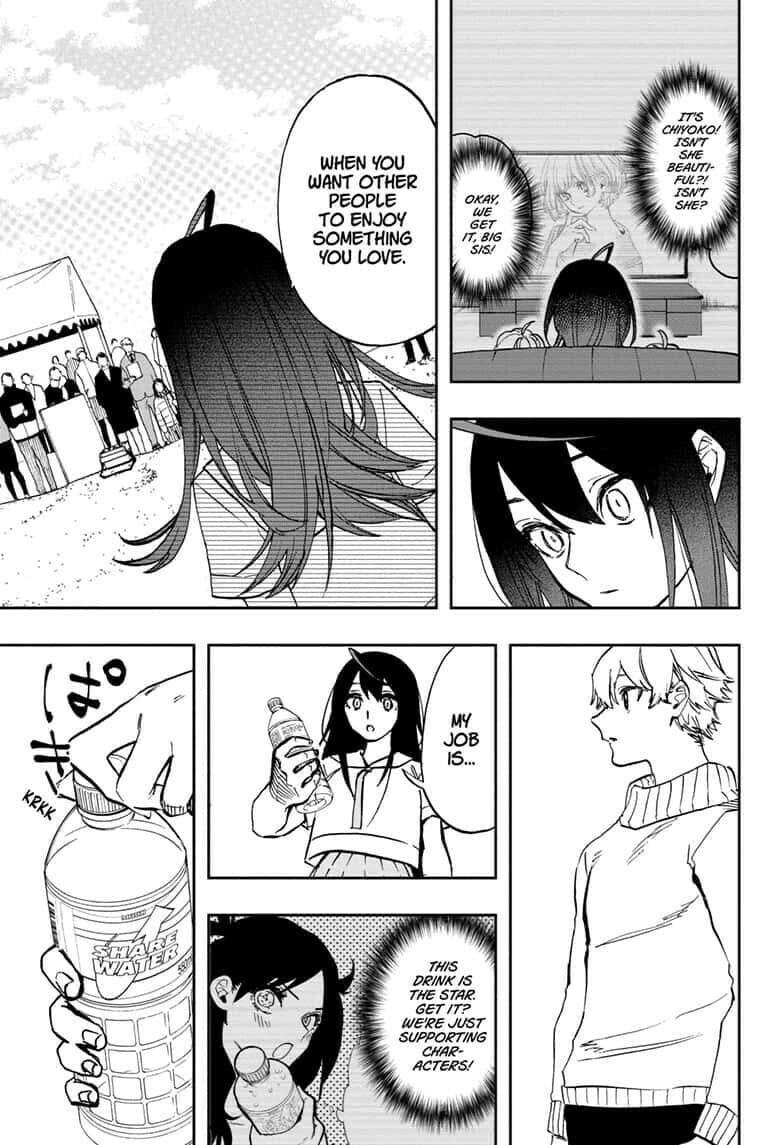 IT'S
CHIYOKO!
ISN'T
SHE
BEAUTI-
FUL?!
ISN'T
SHE?
OKAY,
WE
GET
IT, BIG
SIS!
WHEN YOU
WANT OTHER
PEOPLE
TO ENJOY
SOMETHING
YOU LOVE.
MY
JOB
IS...
THIS
DRINK IS
THE STAR.
GET IT?
WE'RE JUST
SUPPORTING
CHAR-
ACTERS!
KRKK
SHARE
WATER